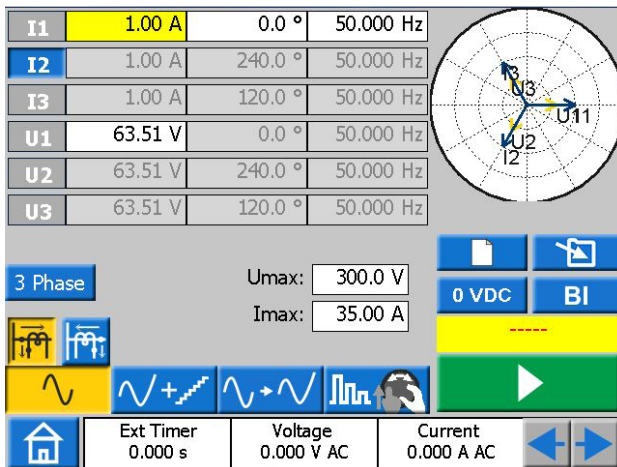 I1 1.00 A 0.0 ° 50.000 Hz
I2 1.00 A 240.0 ° 50.000 Hz
I3 1.00 A 120.0 ° 50.000 Hz
U1 63.51 V 0.0 ° 50.000 Hz
U2 63.51 V 240.0 ° 50.000 Hz
U3 63.51 V 120.0 ° 50.000 Hz
I3
U3
U11
U2
I2
3 Phase
Umax: 300.0 V
Imax: 35.00 A
0 VDC BI
-----
Ext Timer Voltage Current
0.000 s 0.000 V AC 0.000 A AC